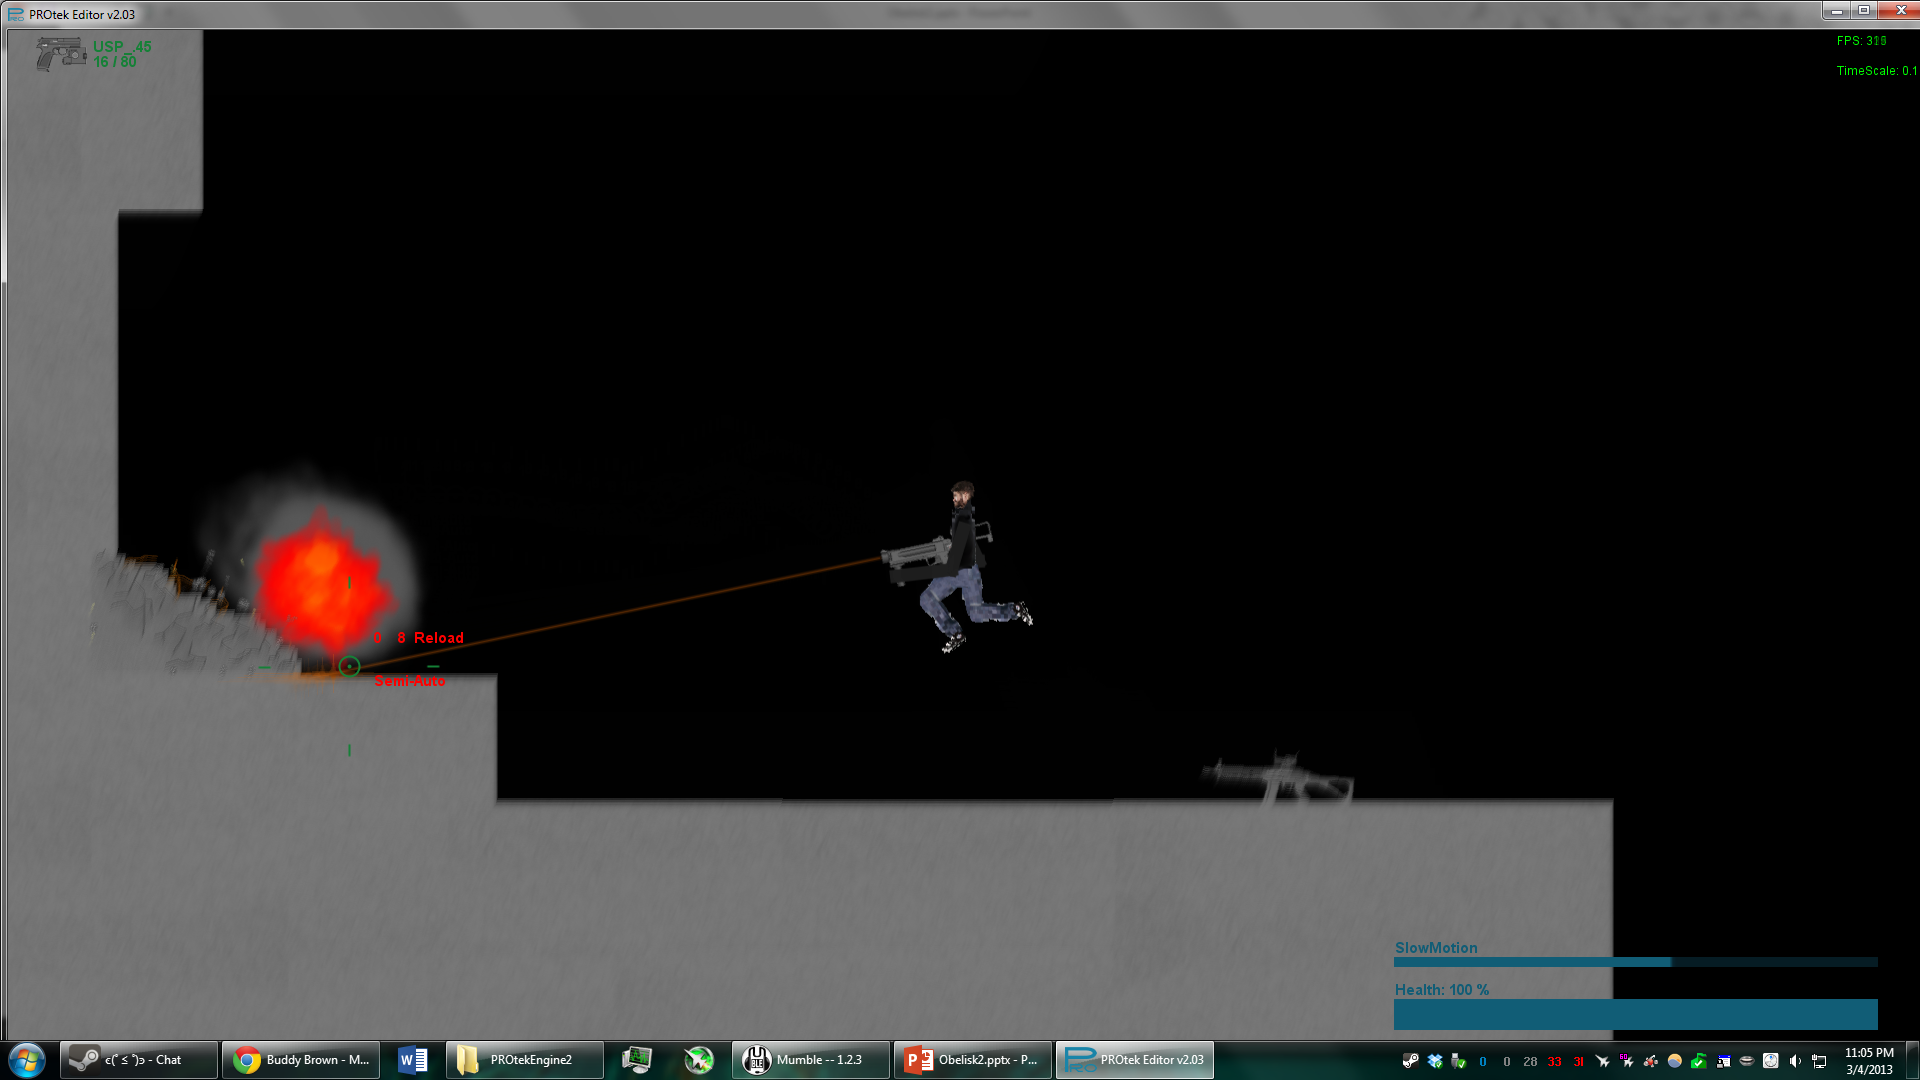 PROtek Editor v2.03
USP_.45
16 / 80
FPS: 316
TimeScale: 0.1
0 8 Reload
Semi-Auto
SlowMotion
Health: 100 %
є(˚ ≤ ˚)э - Chat
Buddy Brown - M...
PROtekEngine2
Mumble -- 1.2.3
Obelisk2.pptx - P...
PROtek Editor v2.03
0 0 28 33 31
11:05 PM
3/4/2013